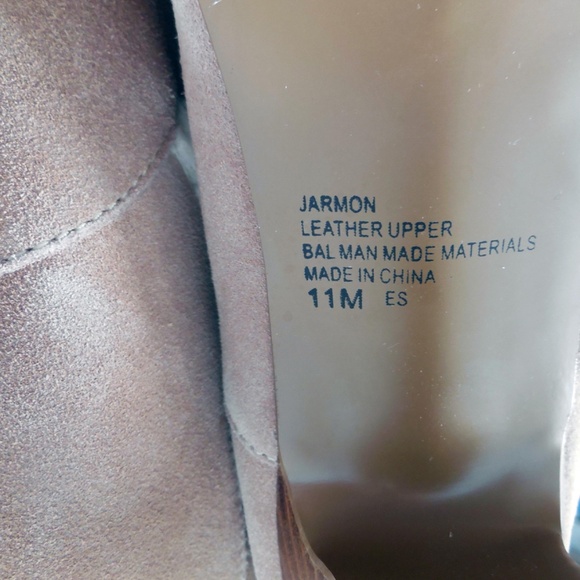 JARMON
LEATHER UPPER
BAL MAN MADE MATERIALS
MADE IN CHINA
11M ES